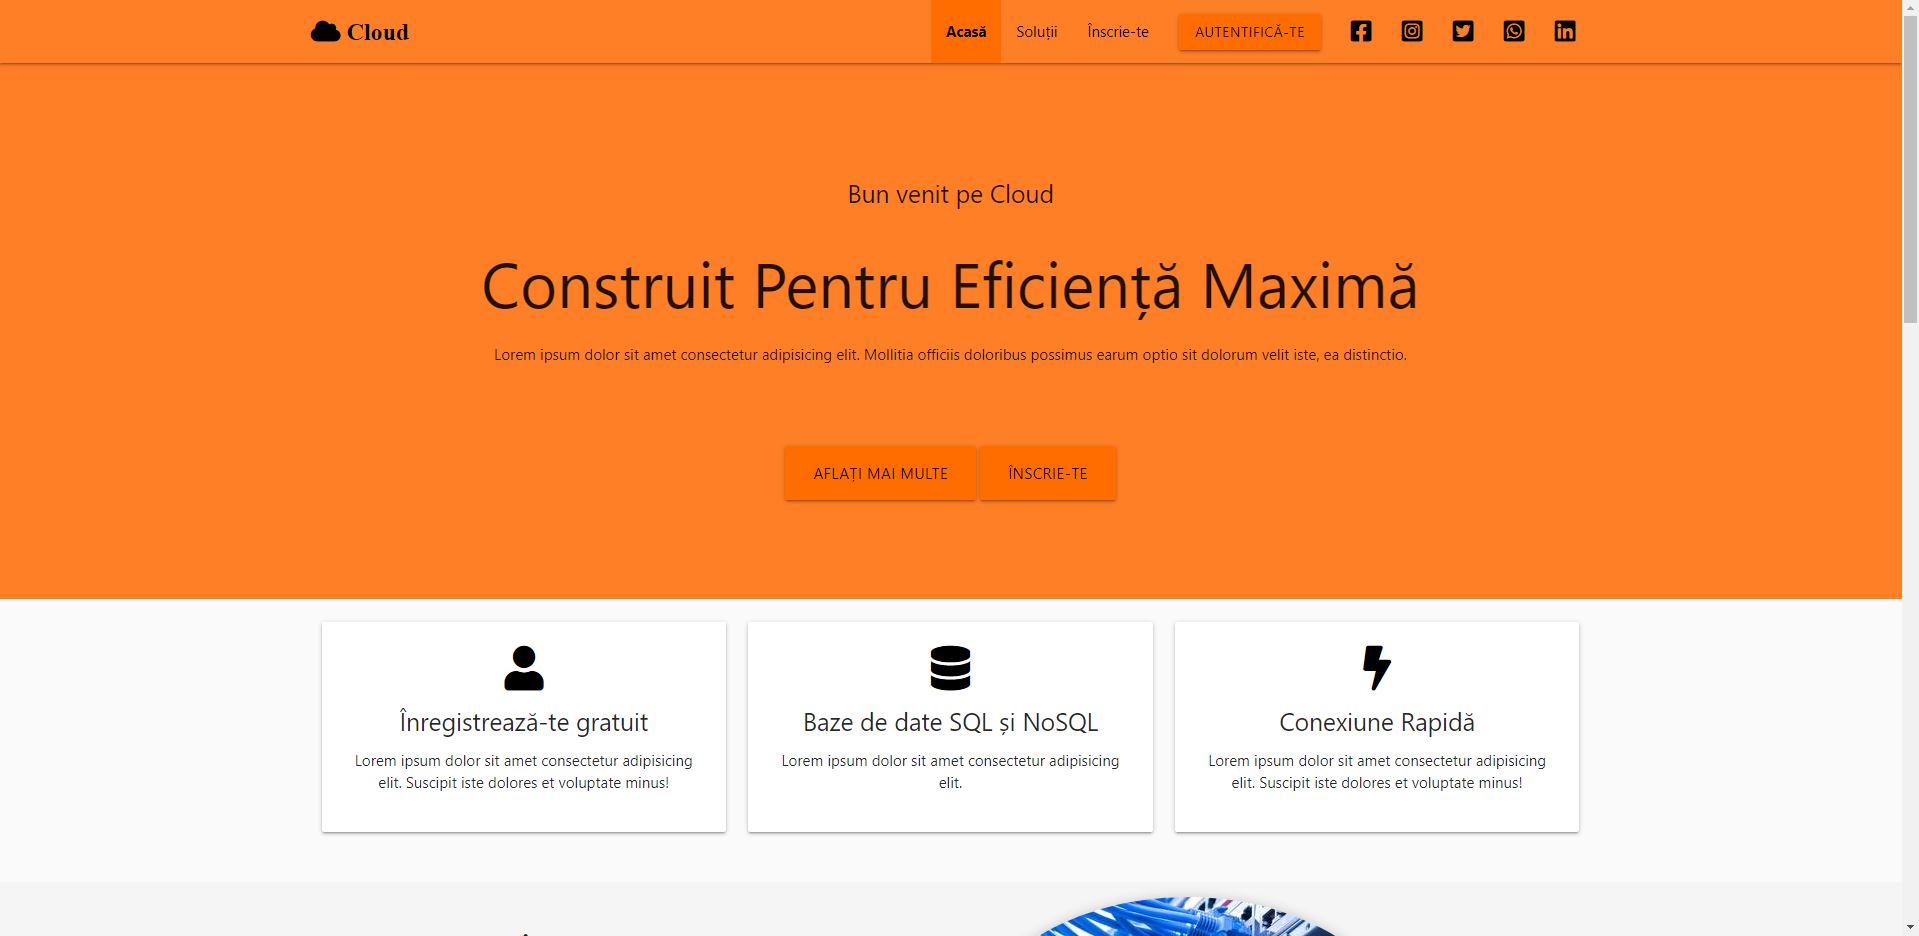 Cloud
Acasă
Soluții
Înscrie-te
AUTENTIFICĂ-TE
Bun venit pe Cloud
Construit Pentru Eficiență Maximă
Lorem ipsum dolor sit amet consectetur adipisicing elit. Mollitia officiis doloribus possimus earum optio sit dolorum velit iste, ea distinctio.
AFLAȚI MAI MULTE
ÎNSCRIE-TE
Înregistrează-te gratuit
Lorem ipsum dolor sit amet consectetur adipisicing
elit. Suscipit iste dolores et voluptate minus!
Baze de date SQL și NoSQL
Lorem ipsum dolor sit amet consectetur adipisicing
elit.
Conexiune Rapidă
Lorem ipsum dolor sit amet consectetur adipisicing
elit. Suscipit iste dolores et voluptate minus!